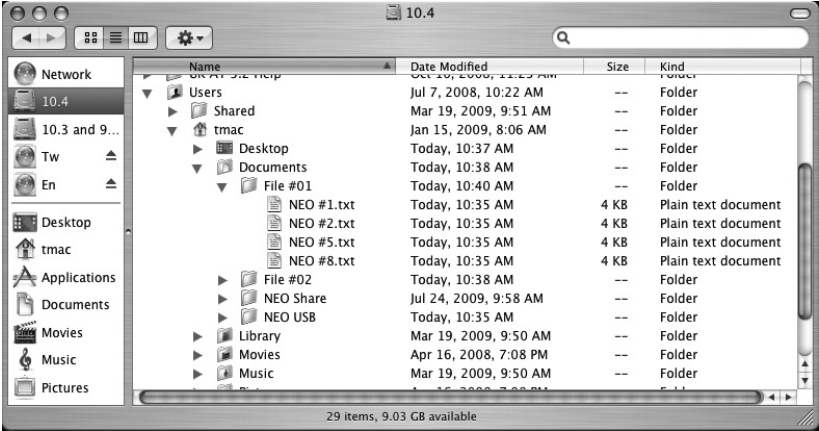 10.4
Name Date Modified Size Kind
Network
10.4
10.3 and 9...
Tw
En
Desktop
tmac
Applications
Documents
Movies
Music
Pictures
Users Jul 7, 2008, 10:22 AM -- Folder
Shared Mar 19, 2009, 9:51 AM -- Folder
tmac Jan 15, 2009, 8:06 AM -- Folder
Desktop Today, 10:37 AM -- Folder
Documents Today, 10:38 AM -- Folder
File #01 Today, 10:40 AM -- Folder
NEO #1.txt Today, 10:35 AM 4 KB Plain text document
NEO #2.txt Today, 10:35 AM 4 KB Plain text document
NEO #5.txt Today, 10:35 AM 4 KB Plain text document
NEO #8.txt Today, 10:35 AM 4 KB Plain text document
File #02 Today, 10:38 AM -- Folder
NEO Share Jul 24, 2009, 9:58 AM -- Folder
NEO USB Today, 10:35 AM -- Folder
Library Mar 19, 2009, 9:50 AM -- Folder
Movies Apr 16, 2008, 7:08 PM -- Folder
Music Mar 19, 2009, 9:50 AM -- Folder
29 items, 9.03 GB available